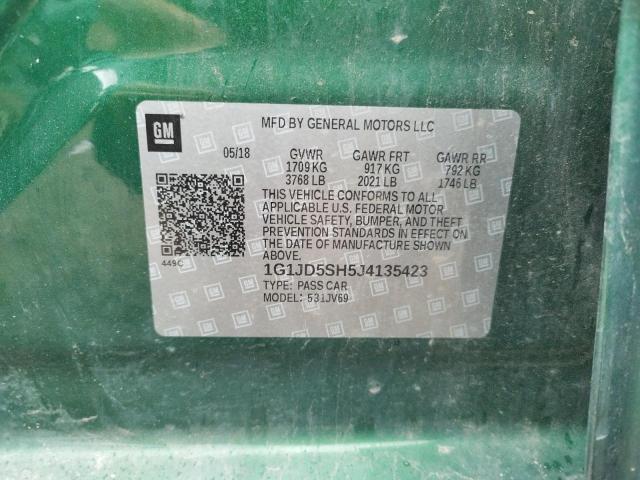 GM
MFD BY GENERAL MOTORS LLC
05/18 GVWR GAWR FRT GAWR RR
1709 KG 917 KG 792 KG
3768 LB 2021 LB 1746 LB
THIS VEHICLE CONFORMS TO ALL
APPLICABLE U.S. FEDERAL MOTOR
VEHICLE SAFETY, BUMPER, AND THEFT
PREVENTION STANDARDS IN EFFECT ON
THE DATE OF MANUFACTURE SHOWN
ABOVE.
449C
1G1JD5SH5J4135423
TYPE: PASS CAR
MODEL: 531JV69